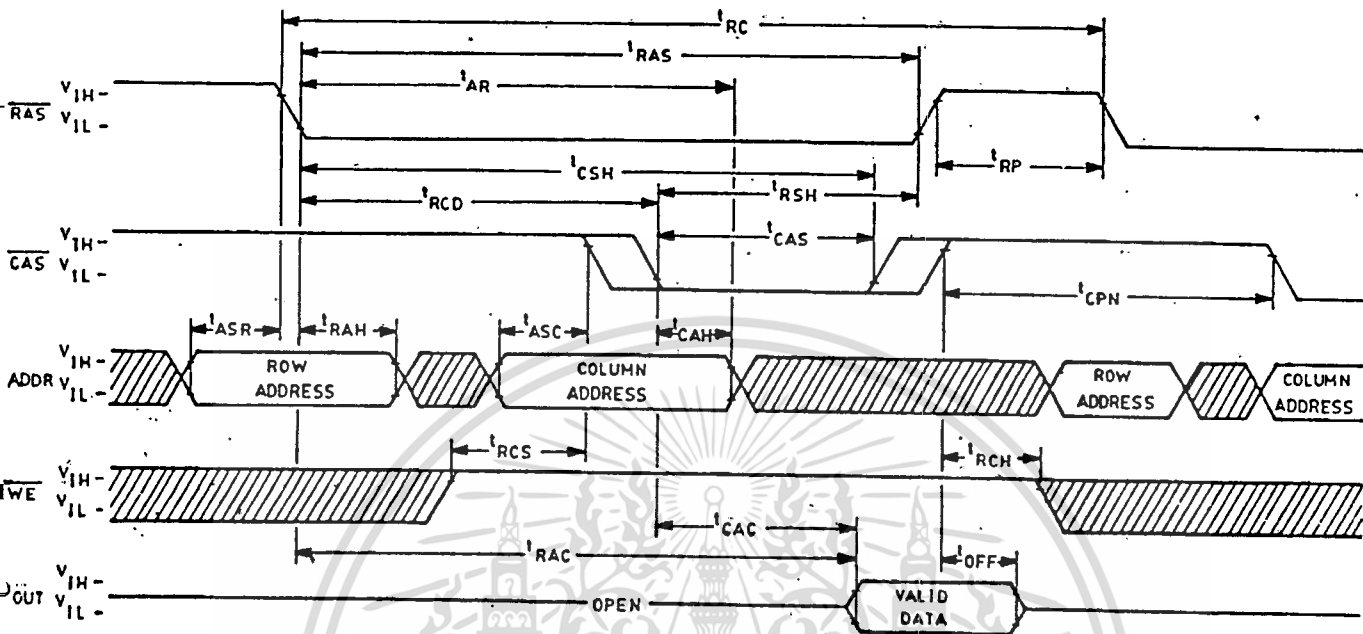 tRC
tRAS
tAR
RAS VIH-
VIL -
tRP
tCSH
tRSH
tRCD
CAS VIH-
VIL -
tCAS
tCPN
tASR tRAH tASC tCAH
ADDR VIH-
VIL -
ROW ADDRESS
COLUMN ADDRESS
ROW ADDRESS
COLUMN ADDRESS
tRCS
tRCH
WE VIH-
VIL -
tCAC
tRAC
tOFF
DOUT VIH-
VIL -
OPEN
VALID DATA